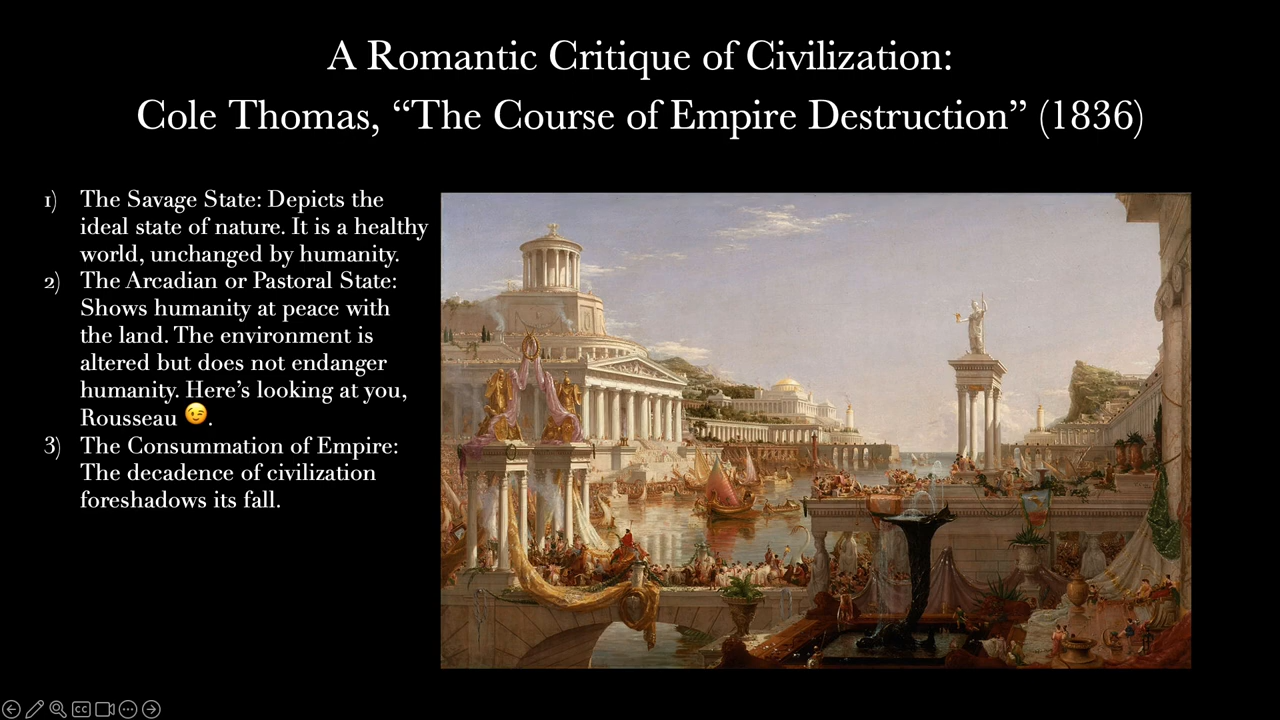 A Romantic Critique of Civilization:
Cole Thomas, “The Course of Empire Destruction” (1836)
1) The Savage State: Depicts the
ideal state of nature. It is a healthy
world, unchanged by humanity.
2) The Arcadian or Pastoral State:
Shows humanity at peace with
the land. The environment is
altered but does not endanger
humanity. Here’s looking at you,
Rousseau 😉.
3) The Consummation of Empire:
The decadence of civilization
foreshadows its fall.
CC